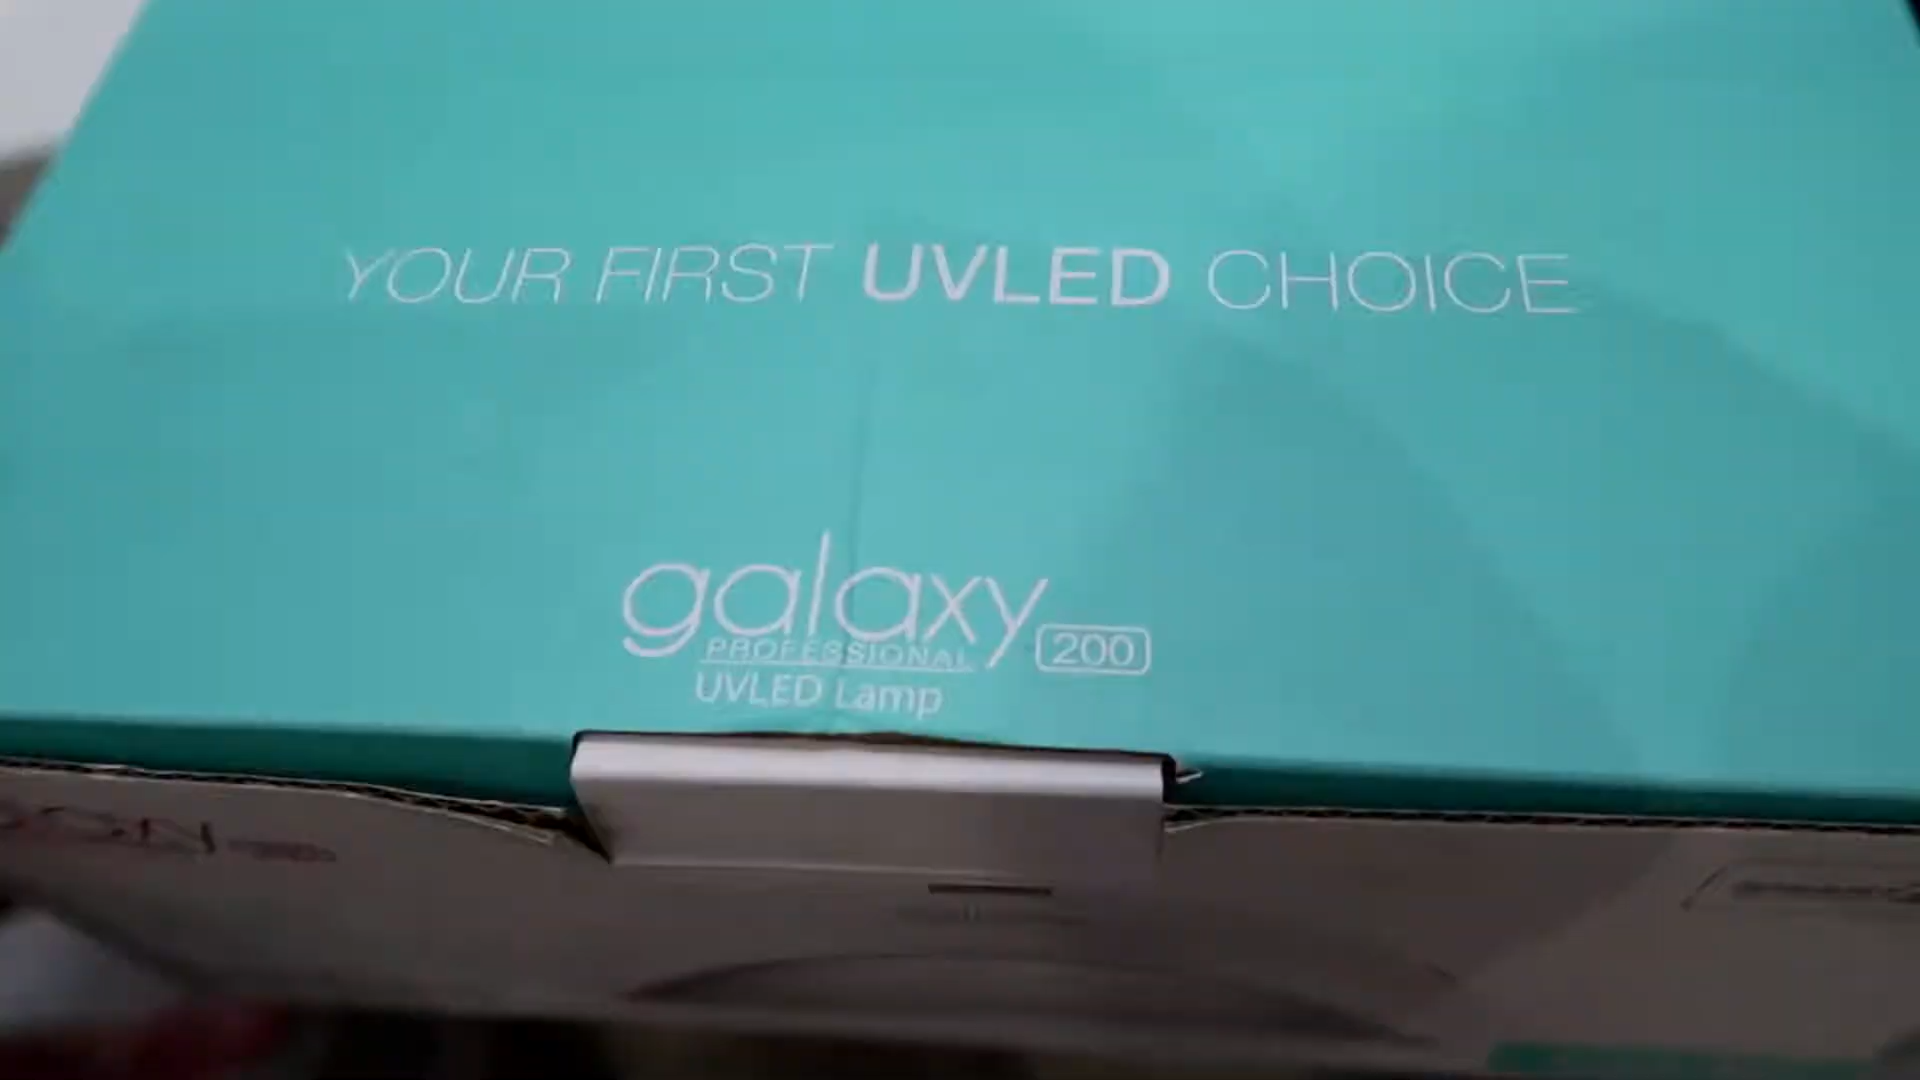 YOUR FIRST UVLED CHOICE
galaxy
PROFESSIONAL
200
UVLED Lamp